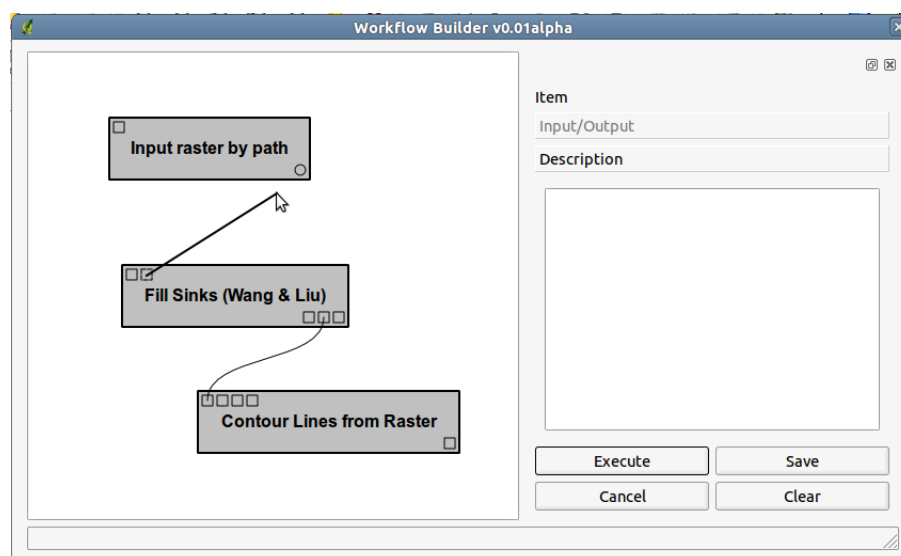 Workflow Builder v0.01alpha
Item
Input/Output
Description
Input raster by path
Fill Sinks (Wang & Liu)
Contour Lines from Raster
Execute
Save
Cancel
Clear